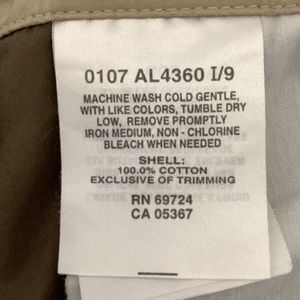 0107 AL4360 I/9
MACHINE WASH COLD GENTLE,
WITH LIKE COLORS, TUMBLE DRY
LOW, REMOVE PROMPTLY
IRON MEDIUM, NON - CHLORINE
BLEACH WHEN NEEDED
SHELL:
100.0% COTTON
EXCLUSIVE OF TRIMMING
RN 69724
CA 05367